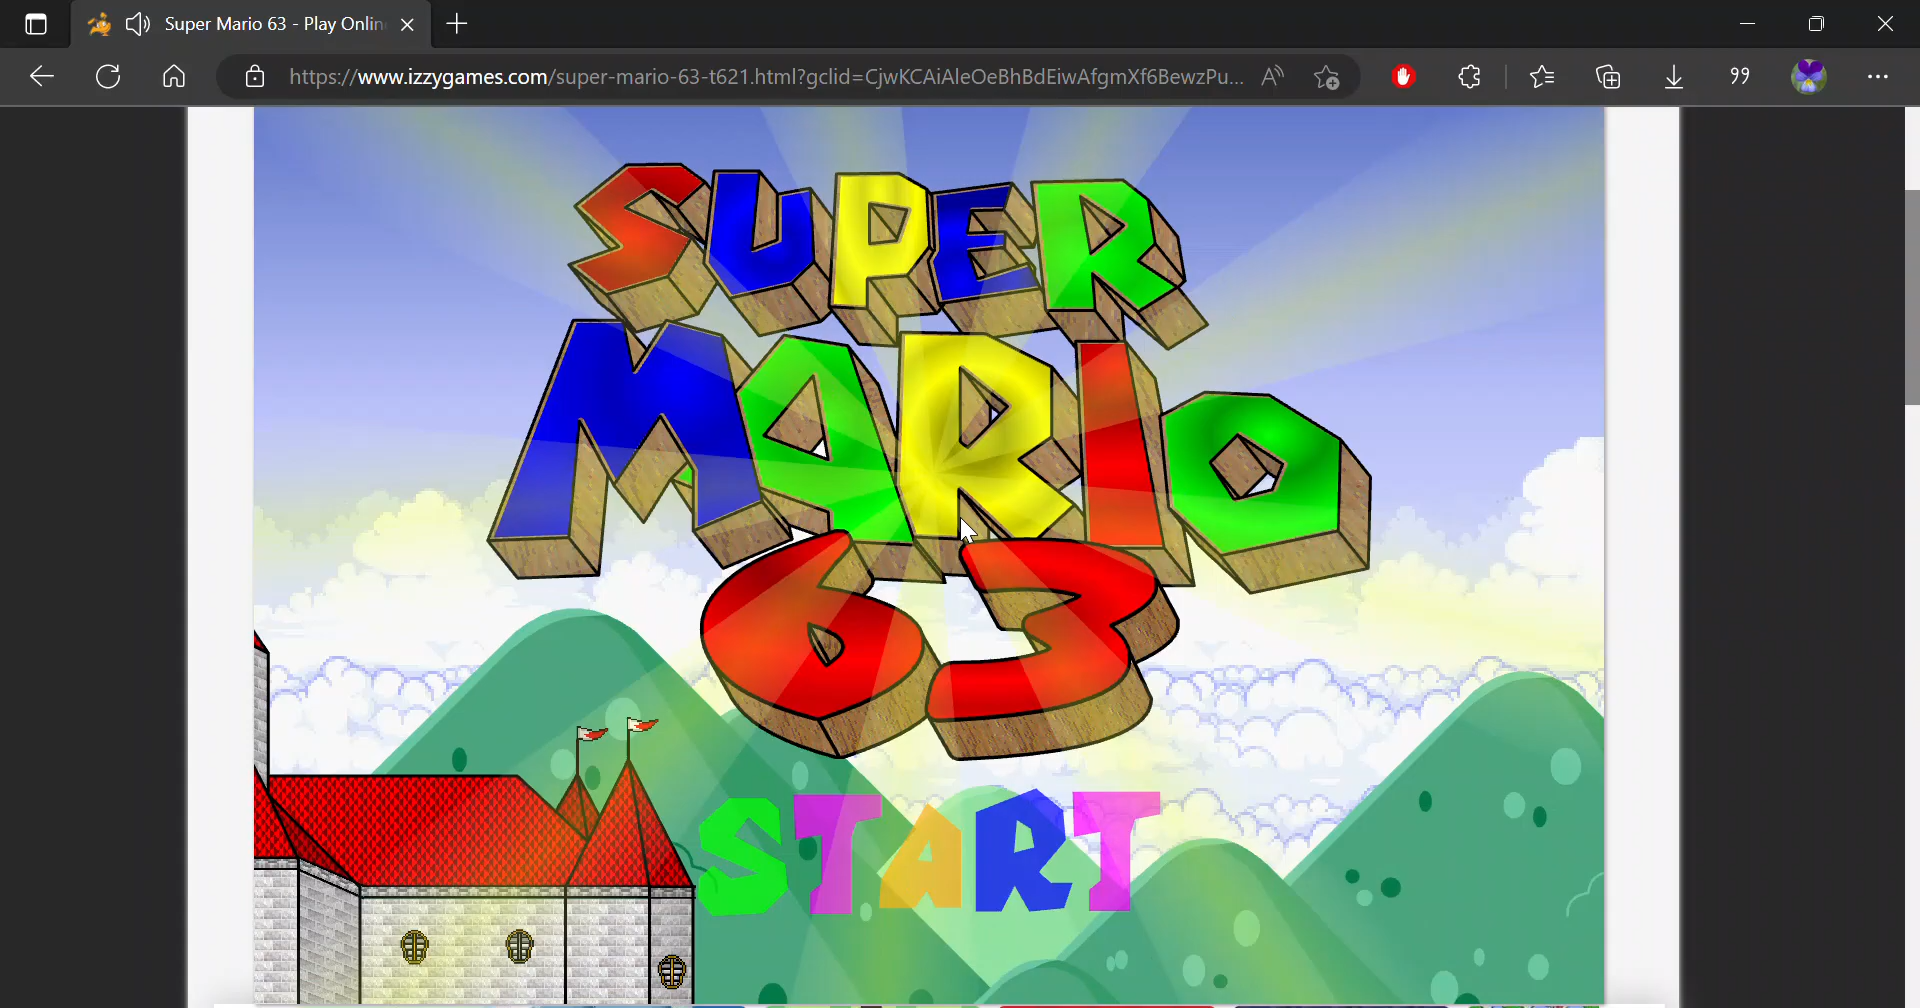 Super Mario 63 - Play Onlin
https://www.izzygames.com/super-mario-63-t621.html?gclid=CjwKCAiAleOeBhBdEiwAfgmXf6BewzPu...
SUPER
MARIO
63
START